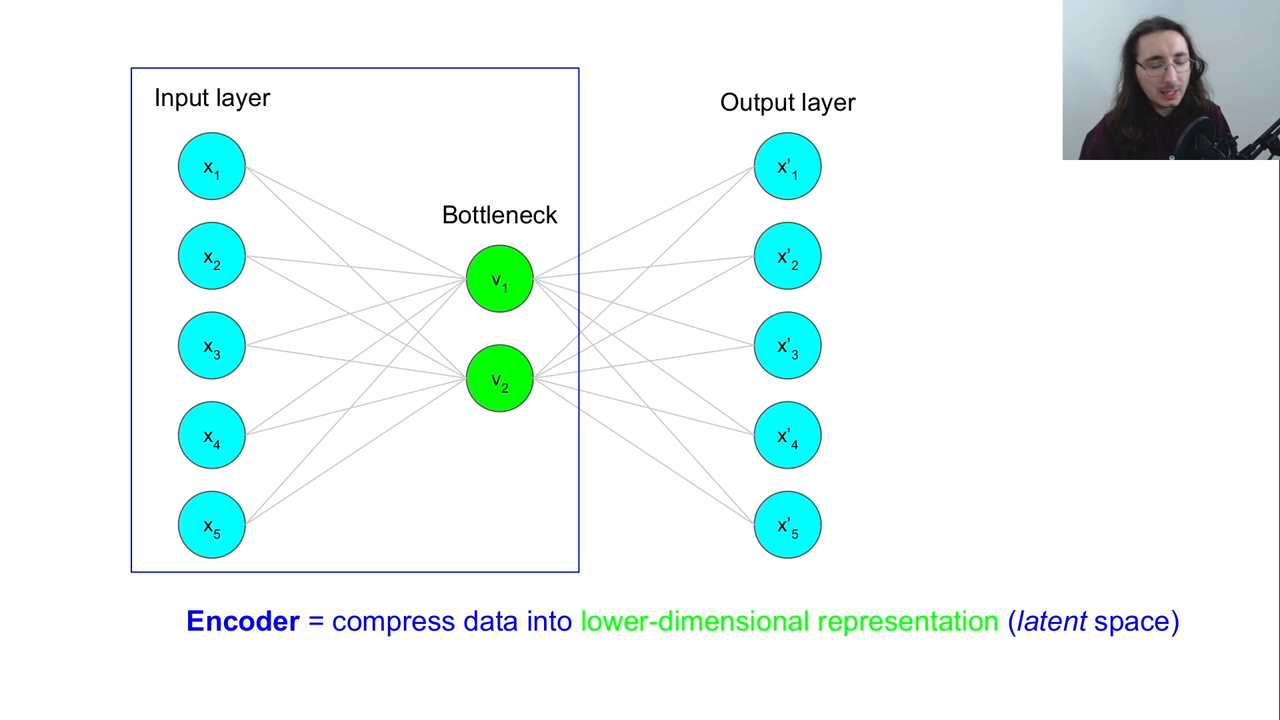 Input layer
Output layer
x1
x'1
x2
Bottleneck
x'2
v1
x3
x'3
v2
x4
x'4
x5
x'5
Encoder = compress data into lower-dimensional representation (latent space)